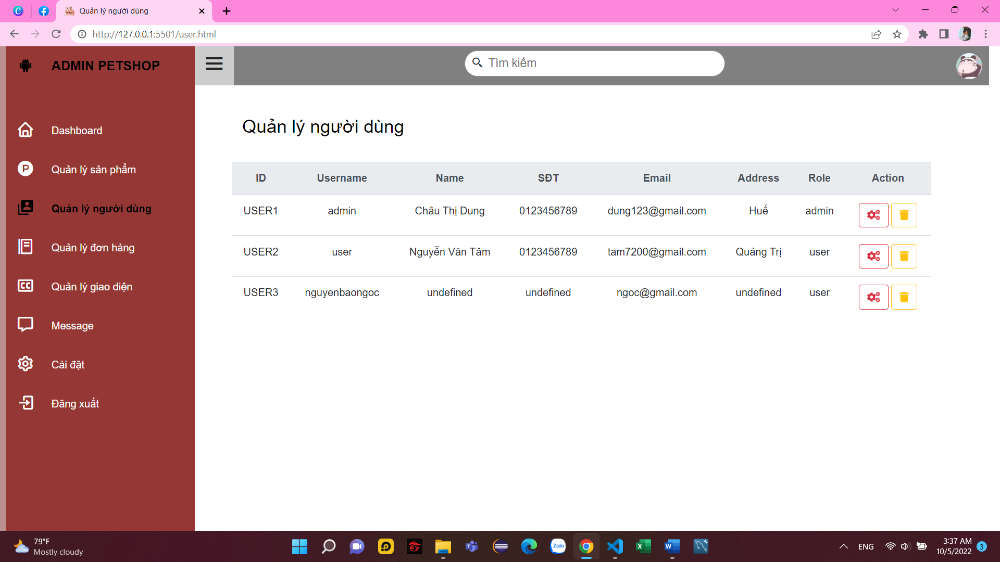 Quản lý người dùng
http://127.0.0.1:5501/user.html
ADMIN PETSHOP
Tìm kiếm
Dashboard
Quản lý sản phẩm
Quản lý người dùng
Quản lý đơn hàng
Quản lý giao diện
Message
Cài đặt
Đăng xuất
Quản lý người dùng
ID Username Name SĐT Email Address Role Action
USER1 admin Châu Thị Dung 0123456789 dung123@gmail.com Huế admin
USER2 user Nguyễn Văn Tâm 0123456789 tam7200@gmail.com Quảng Trị user
USER3 nguyenbaongoc undefined undefined ngoc@gmail.com undefined user
79°F
Mostly cloudy
Zalo
ENG
3:37 AM
10/5/2022
3